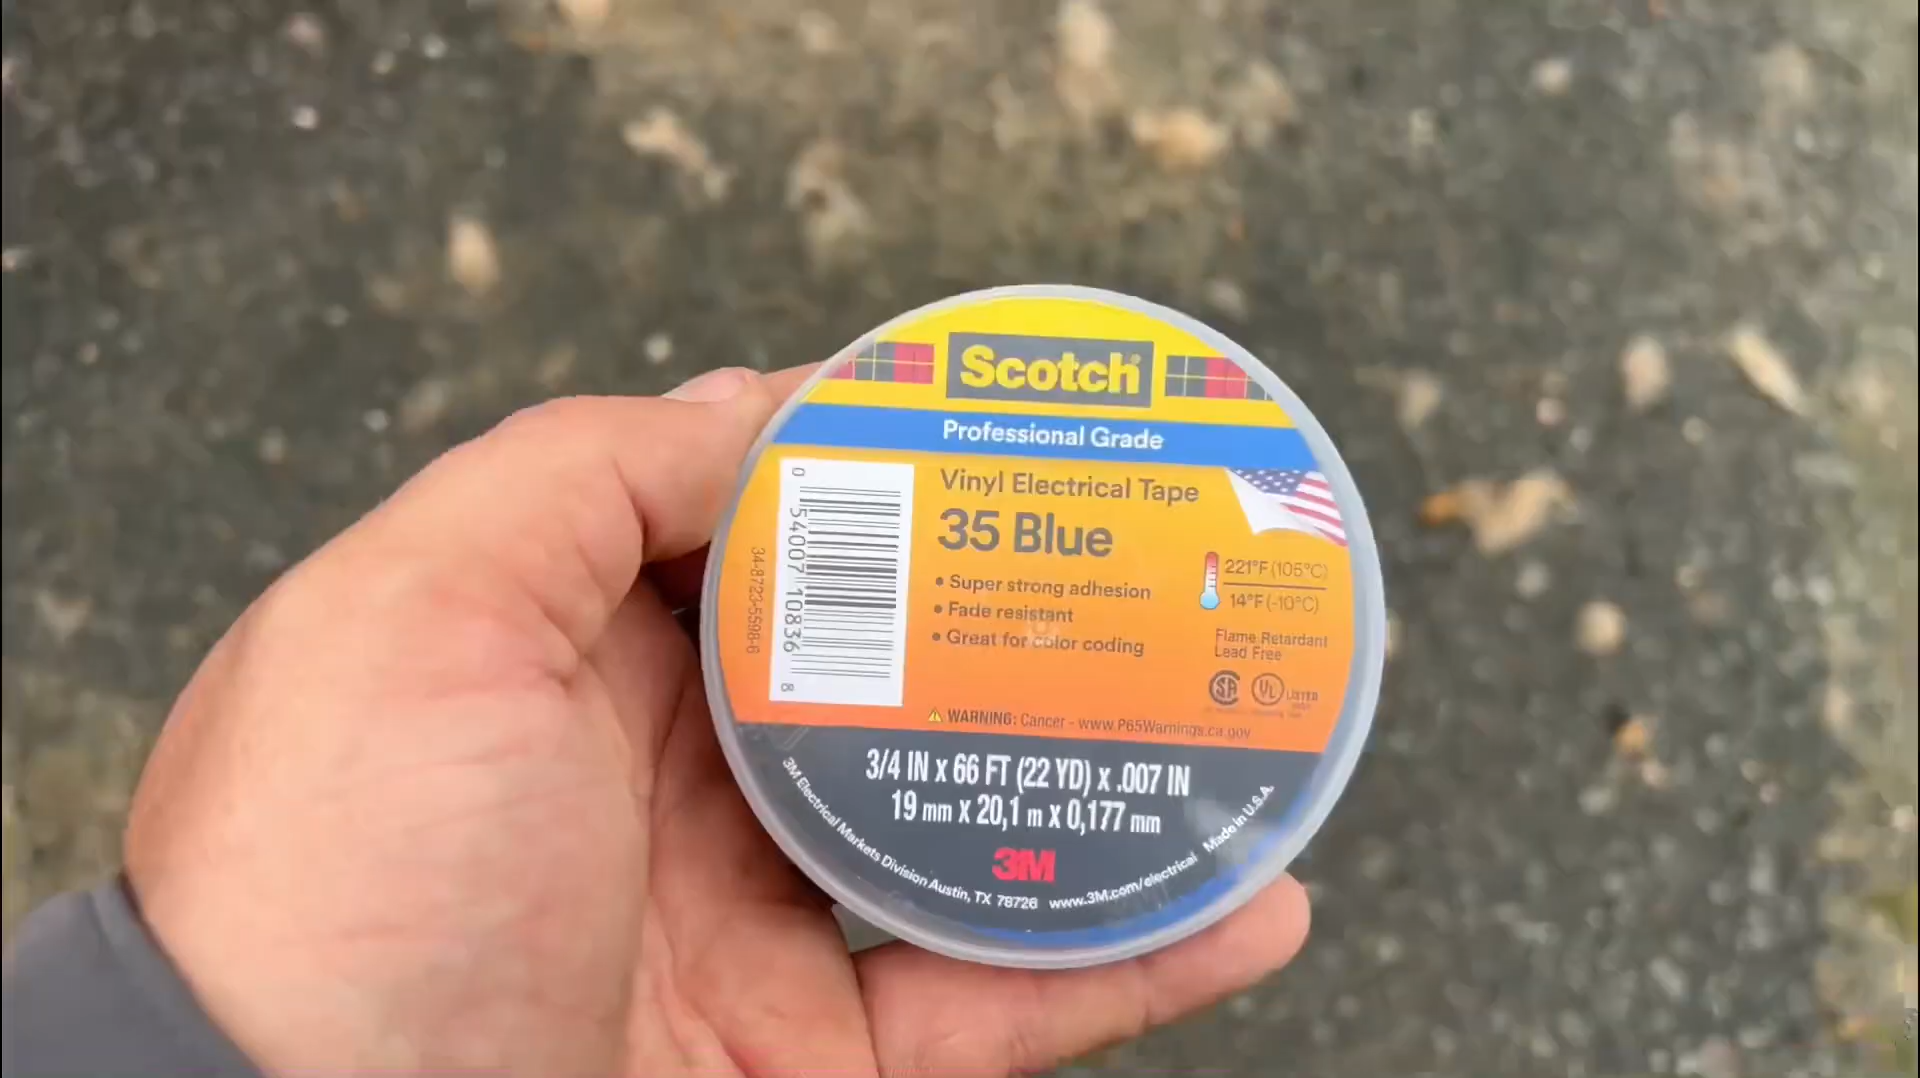 Scotch®
Professional Grade
Vinyl Electrical Tape
35 Blue
• Super strong adhesion
• Fade resistant
• Great for color coding
221°F (105°C)
14°F (-10°C)
Flame Retardant
Lead Free
UL LISTED
WARNING: Cancer - www.P65Warnings.ca.gov
0 54007 10836 8
34-8723-5598-6
3/4 IN x 66 FT (22 YD) x .007 IN
19 mm x 20,1 m x 0,177 mm
3M
3M Electrical Markets Division Austin, TX 78726 www.3M.com/electrical Made in U.S.A.